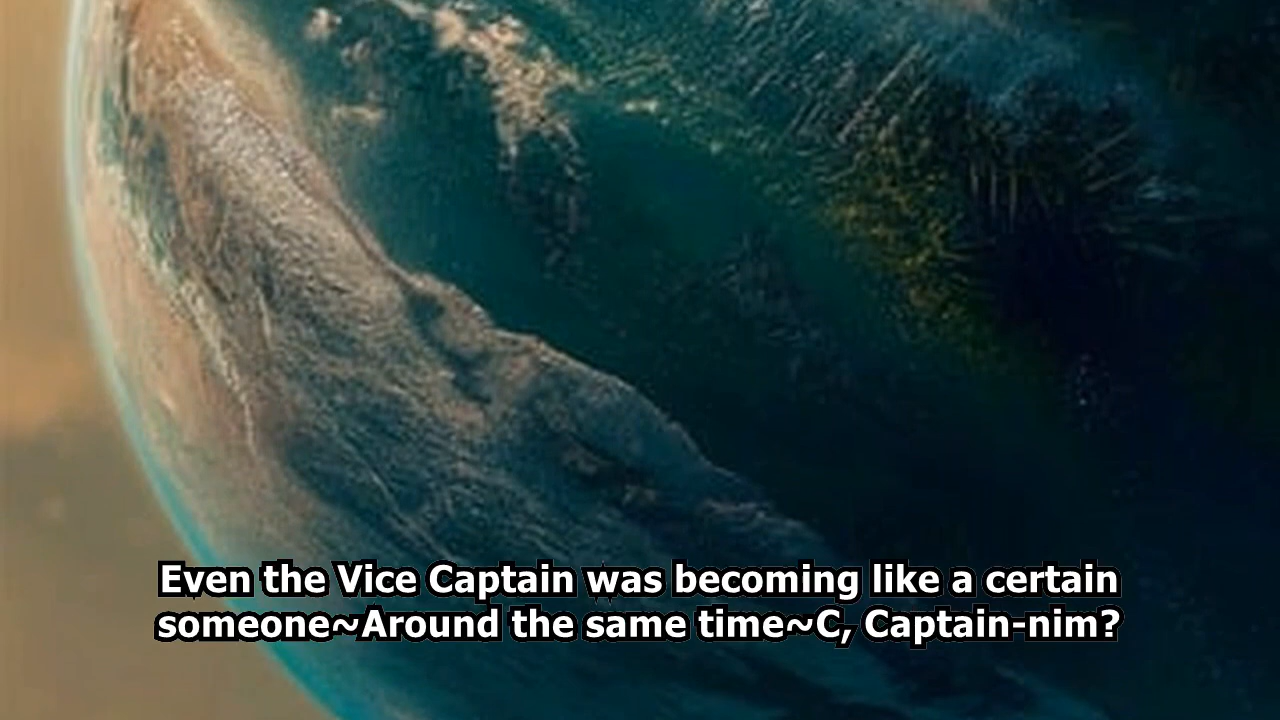 Even the Vice Captain was becoming like a certain
someone~Around the same time~C, Captain-nim?